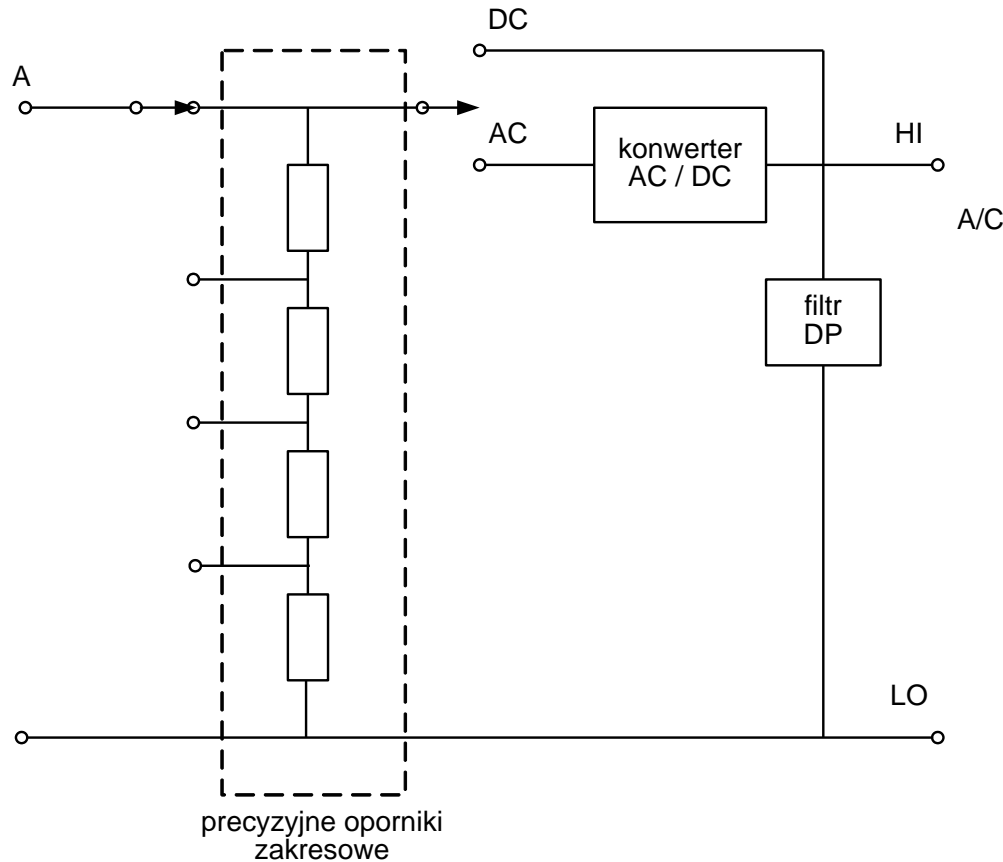 DC
A
AC
konwerter
AC / DC
HI
A/C
filtr
DP
LO
precyzyjne oporniki
zakresowe